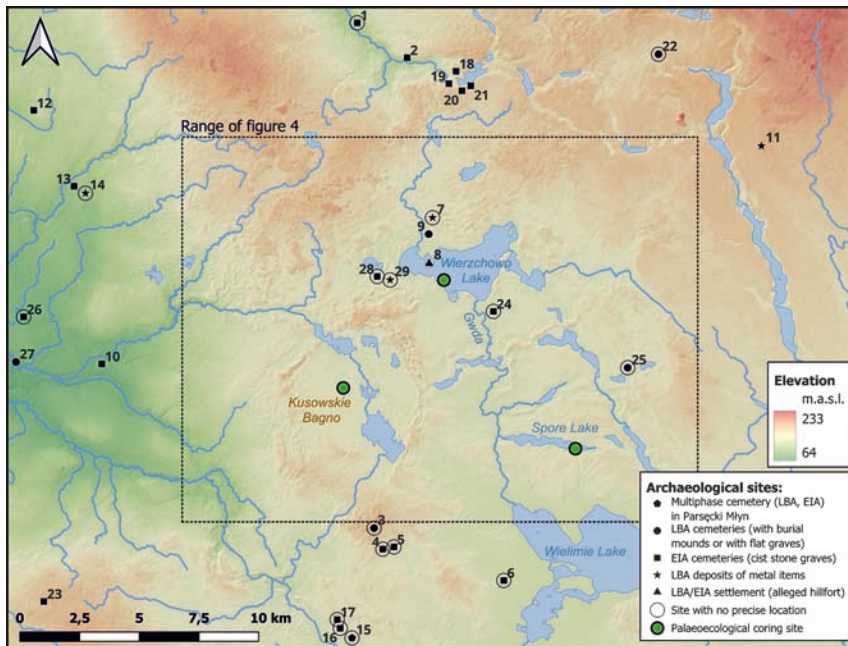 1
2
22
18
19
20
21
12
11
Range of figure 4
13
14
7
9
8
Wierzchowo
Lake
28
29
24
Gwda
26
27
10
25
Kusowskie
Bagno
Spore Lake
Elevation
m.a.s.l.
233
64
3
4
5
Wielimie Lake
6
23
17
16
15
0 2,5 5 7,5 10 km
Archaeological sites:
Multiphase cemetery (LBA, EIA)
in Parsęcki Młyn
LBA cemeteries (with burial
mounds or with flat graves)
EIA cemeteries (cist stone graves)
LBA deposits of metal items
LBA/EIA settlement (alleged hillfort)
Site with no precise location
Palaeoecological coring site